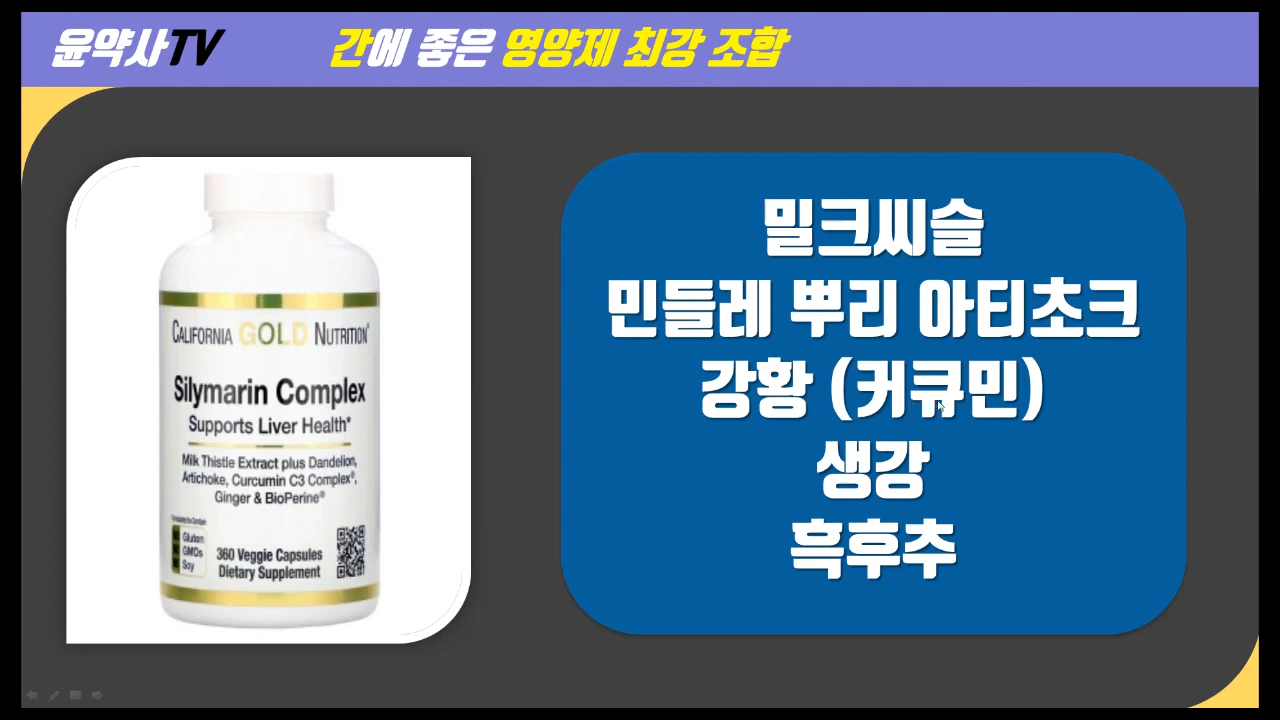 윤약사TV
간에 좋은 영양제 최강 조합
CALIFORNIA GOLD NUTRITION®
Silymarin Complex
Supports Liver Health*
Milk Thistle Extract plus Dandelion,
Artichoke, Curcumin C3 Complex®,
Ginger & BioPerine®
Gluten
GMOs
Soy
360 Veggie Capsules
Dietary Supplement
밀크씨슬
민들레 뿌리 아티초크
강황 (커큐민)
생강
흑후추